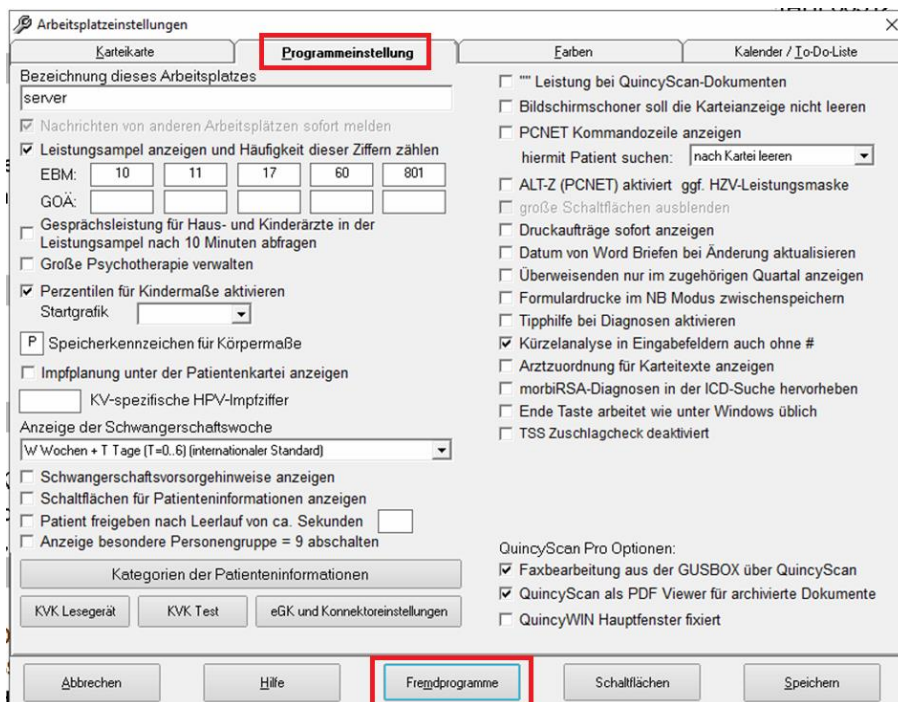 Arbeitsplatzeinstellungen
Karteikarte
Programmeinstellung
Farben
Kalender / To-Do-Liste
Bezeichnung dieses Arbeitsplatzes
server
Nachrichten von anderen Arbeitsplätzen sofort melden
Leistungsampel anzeigen und Häufigkeit dieser Ziffern zählen
EBM: 10 11 17 60 801
GOÄ:
Gesprächsleistung für Haus- und Kinderärzte in der
Leistungsampel nach 10 Minuten abfragen
Große Psychotherapie verwalten
Perzentilen für Kindermaße aktivieren
Startgrafik
P Speicherkennzeichen für Körpermaße
Impfplanung unter der Patientenkartei anzeigen
KV-spezifische HPV-Impfziffer
Anzeige der Schwangerschaftswoche
W Wochen + T Tage (T=0..6) (internationaler Standard)
Schwangerschaftsvorsorgehinweise anzeigen
Schaltflächen für Patienteninformationen anzeigen
Patient freigeben nach Leerlauf von ca. Sekunden
Anzeige besondere Personengruppe = 9 abschalten
Kategorien der Patienteninformationen
KVK Lesegerät
KVK Test
eGK und Konnektoreinstellungen
"" Leistung bei QuincyScan-Dokumenten
Bildschirmschoner soll die Karteianzeige nicht leeren
PCNET Kommandozeile anzeigen
hiermit Patient suchen: nach Kartei leeren
ALT-Z (PCNET) aktiviert ggf. HZV-Leistungsmaske
große Schaltflächen ausblenden
Druckaufträge sofort anzeigen
Datum von Word Briefen bei Änderung aktualisieren
Überweisenden nur im zugehörigen Quartal anzeigen
Formulardrucke im NB Modus zwischenspeichern
Tipphilfe bei Diagnosen aktivieren
Kürzelanalyse in Eingabefeldern auch ohne #
Arztzuordnung für Karteitexte anzeigen
morbiRSA-Diagnosen in der ICD-Suche hervorheben
Ende Taste arbeitet wie unter Windows üblich
TSS Zuschlagcheck deaktiviert
QuincyScan Pro Optionen:
Faxbearbeitung aus der GUSBOX über QuincyScan
QuincyScan als PDF Viewer für archivierte Dokumente
QuincyWIN Hauptfenster fixiert
Abbrechen
Hilfe
Fremdprogramme
Schaltflächen
Speichern